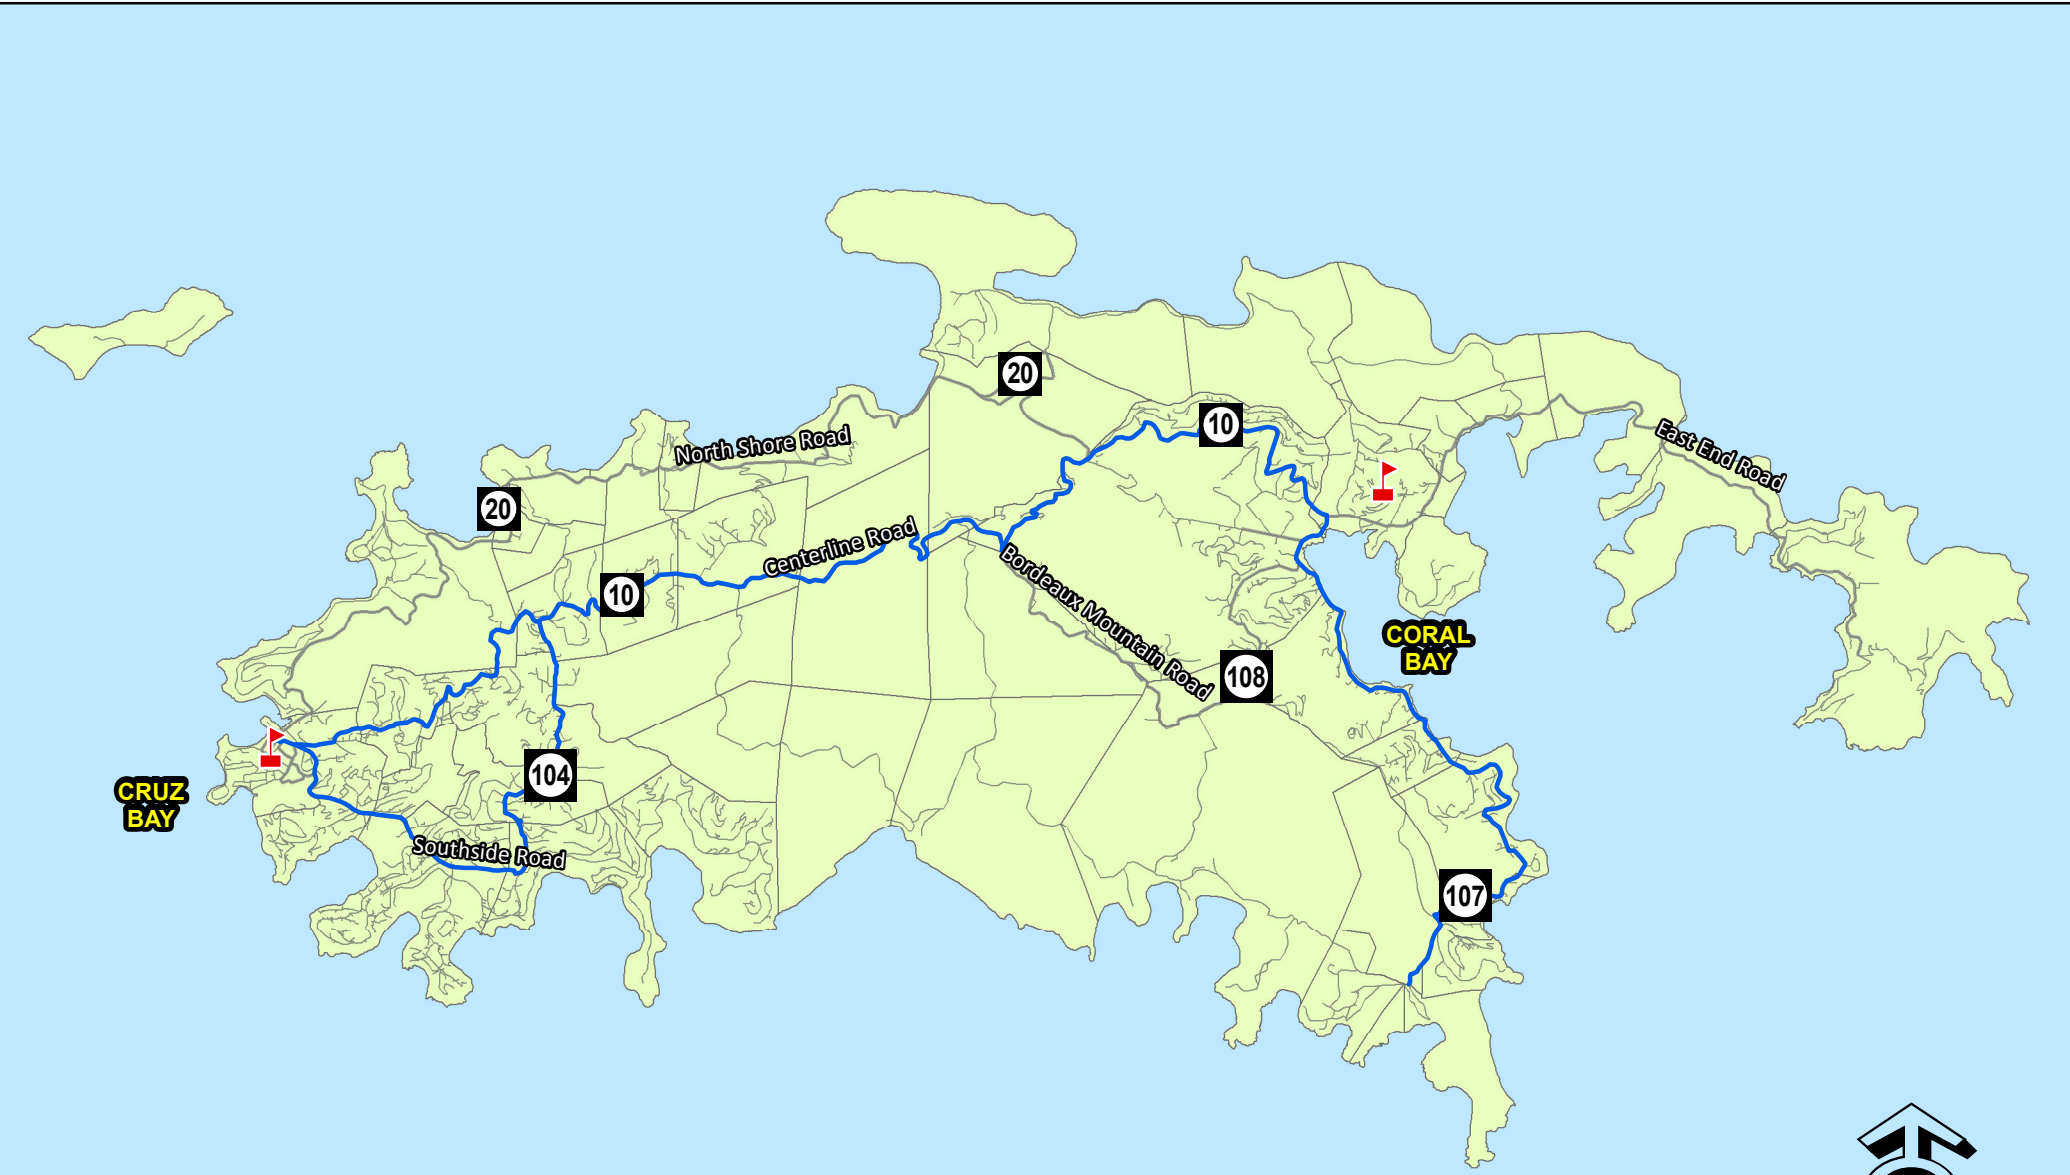 20
10
North Shore Road
East End Road
20
Centerline Road
10
Bordeaux Mountain Road
CORAL
BAY
108
104
CRUZ
BAY
Southside Road
107